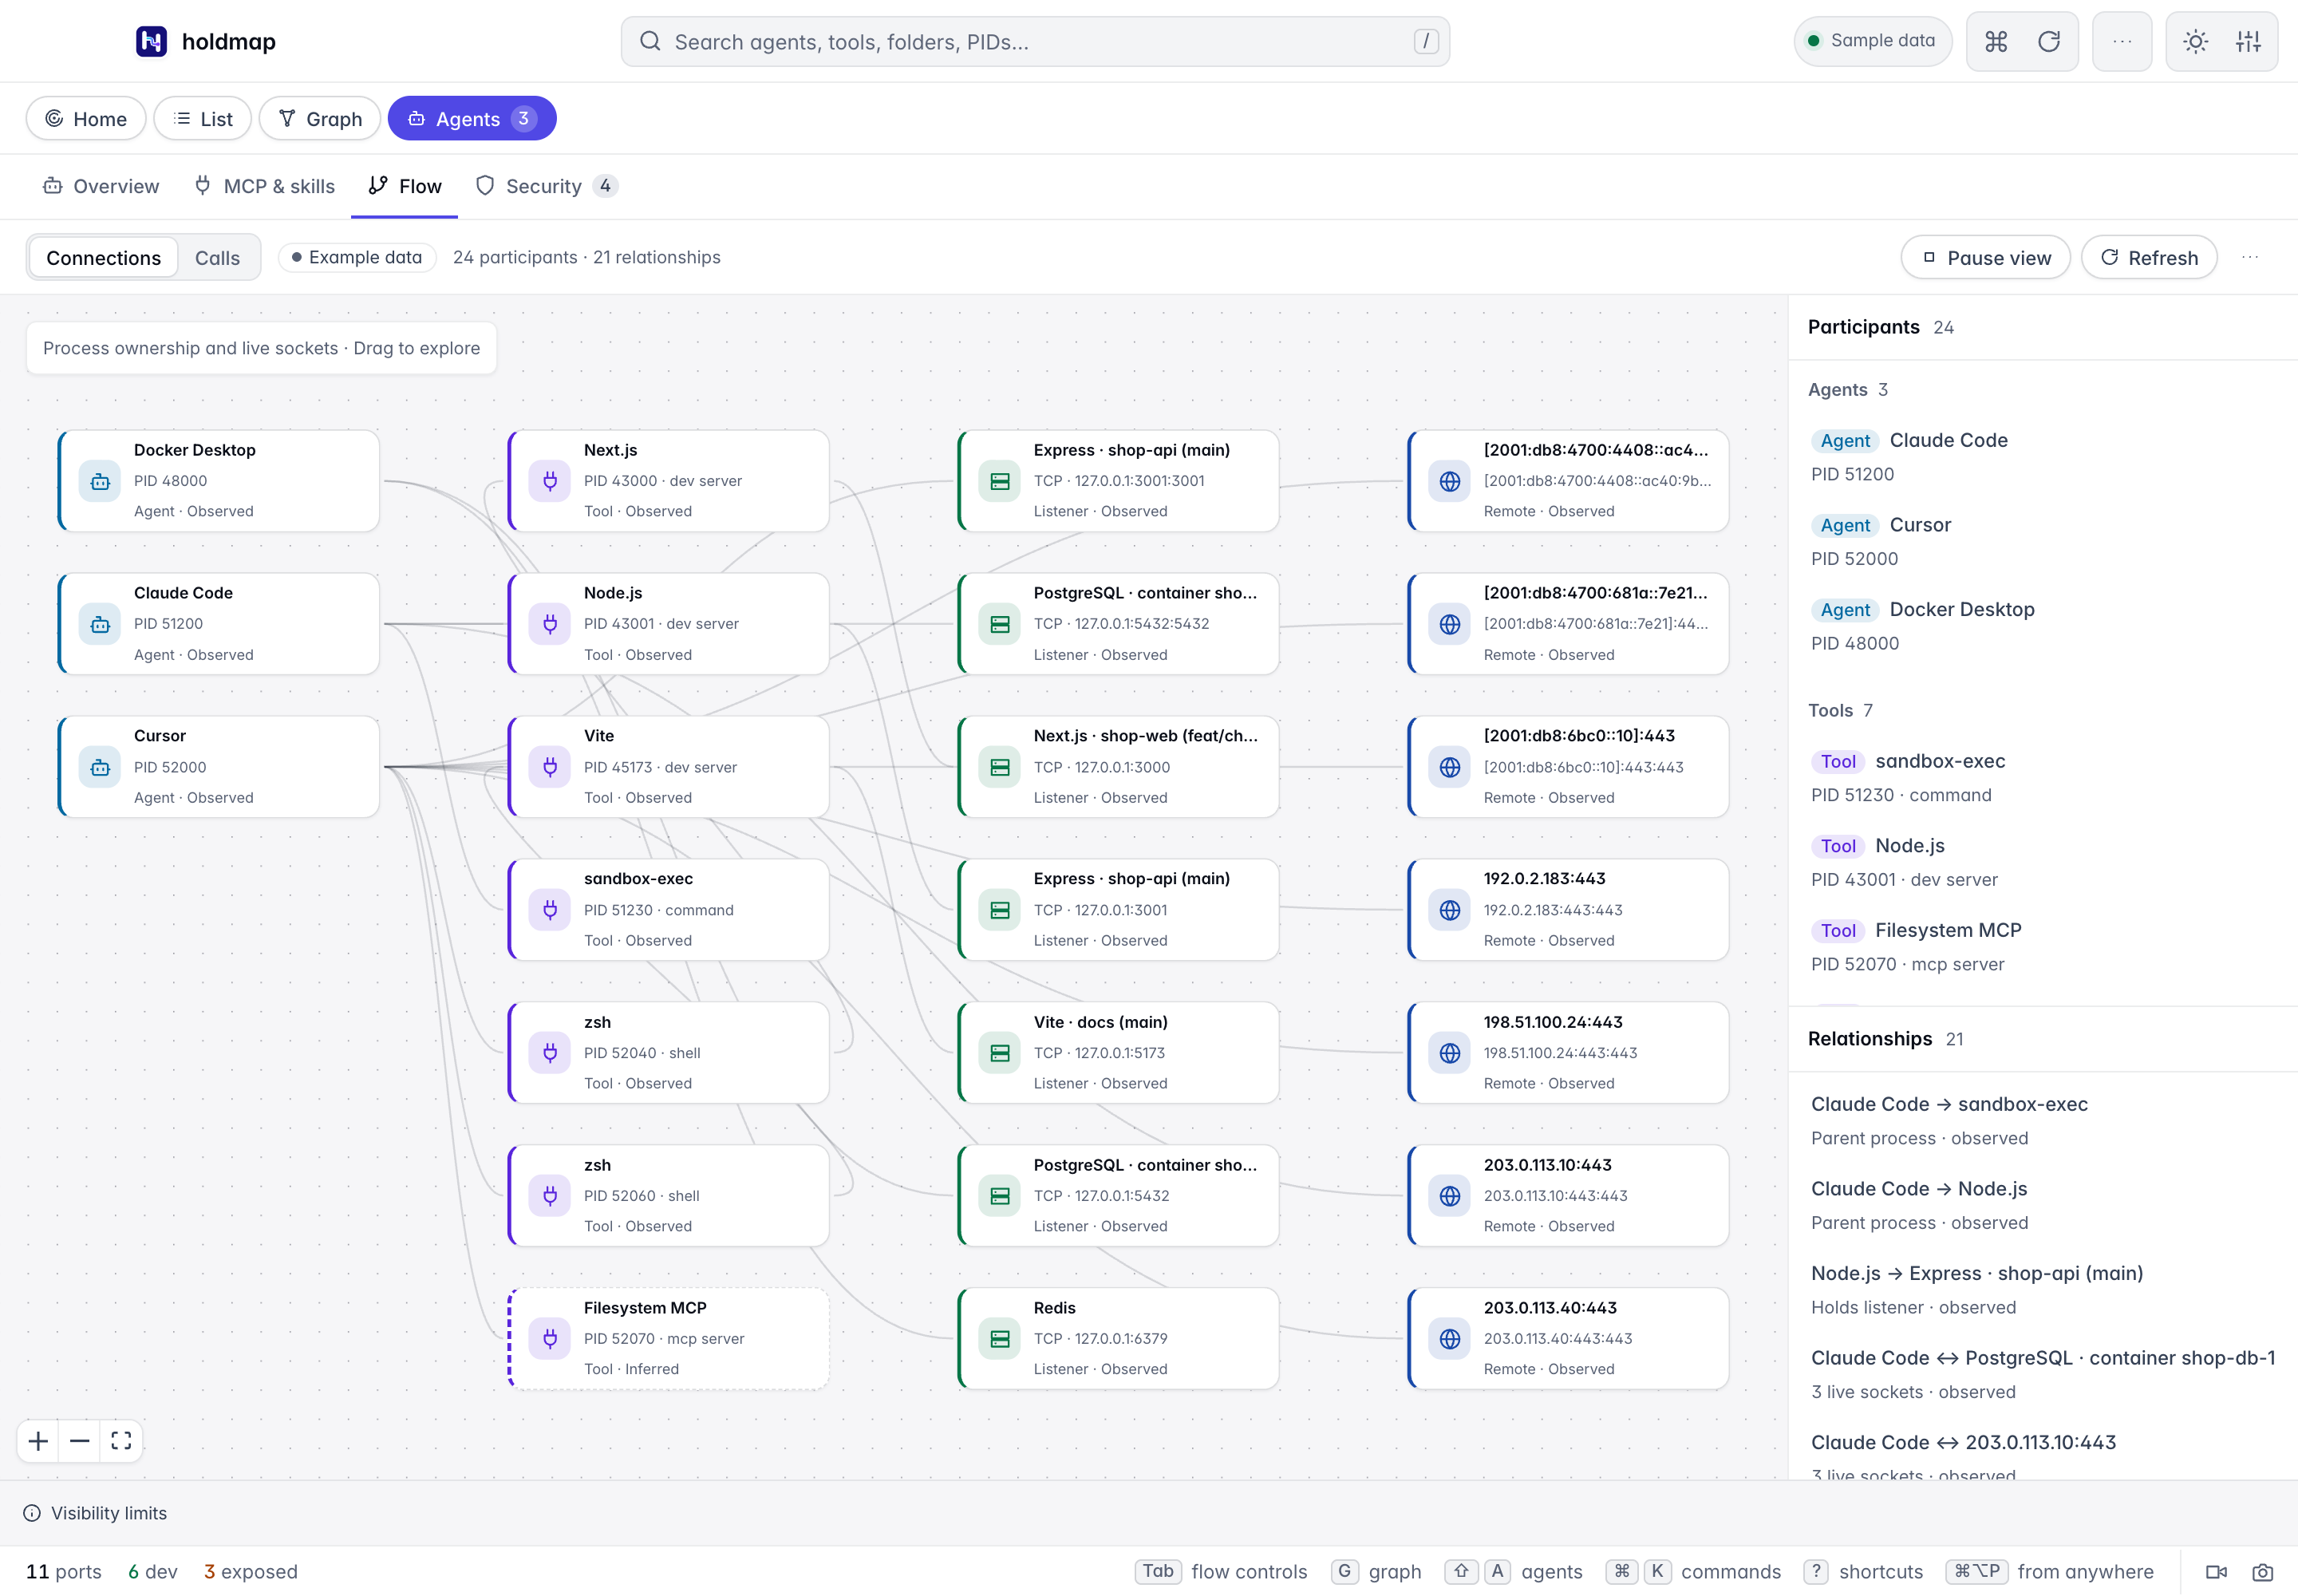 holdmap
Search agents, tools, folders, PIDs...
/
Sample data
Home
List
Graph
Agents 3
Overview
MCP & skills
Flow
Security 4
Connections
Calls
Example data
24 participants · 21 relationships
Pause view
Refresh
Process ownership and live sockets · Drag to explore
Docker Desktop
PID 48000
Agent · Observed
Claude Code
PID 51200
Agent · Observed
Cursor
PID 52000
Agent · Observed
Next.js
PID 43000 · dev server
Tool · Observed
Node.js
PID 43001 · dev server
Tool · Observed
Vite
PID 45173 · dev server
Tool · Observed
sandbox-exec
PID 51230 · command
Tool · Observed
zsh
PID 52040 · shell
Tool · Observed
zsh
PID 52060 · shell
Tool · Observed
Filesystem MCP
PID 52070 · mcp server
Tool · Inferred
Express · shop-api (main)
TCP · 127.0.0.1:3001:3001
Listener · Observed
PostgreSQL · container sho...
TCP · 127.0.0.1:5432:5432
Listener · Observed
Next.js · shop-web (feat/ch...
TCP · 127.0.0.1:3000
Listener · Observed
Express · shop-api (main)
TCP · 127.0.0.1:3001
Listener · Observed
Vite · docs (main)
TCP · 127.0.0.1:5173
Listener · Observed
PostgreSQL · container sho...
TCP · 127.0.0.1:5432
Listener · Observed
Redis
TCP · 127.0.0.1:6379
Listener · Observed
[2001:db8:4700:4408::ac4...
[2001:db8:4700:4408::ac40:9b...
Remote · Observed
[2001:db8:4700:681a::7e21...
[2001:db8:4700:681a::7e21]:44...
Remote · Observed
[2001:db8:6bc0::10]:443
[2001:db8:6bc0::10]:443:443
Remote · Observed
192.0.2.183:443
192.0.2.183:443:443
Remote · Observed
198.51.100.24:443
198.51.100.24:443:443
Remote · Observed
203.0.113.10:443
203.0.113.10:443:443
Remote · Observed
203.0.113.40:443
203.0.113.40:443:443
Remote · Observed
Participants 24
Agents 3
Agent Claude Code
PID 51200
Agent Cursor
PID 52000
Agent Docker Desktop
PID 48000
Tools 7
Tool sandbox-exec
PID 51230 · command
Tool Node.js
PID 43001 · dev server
Tool Filesystem MCP
PID 52070 · mcp server
Relationships 21
Claude Code → sandbox-exec
Parent process · observed
Claude Code → Node.js
Parent process · observed
Node.js → Express · shop-api (main)
Holds listener · observed
Claude Code ↔ PostgreSQL · container shop-db-1
3 live sockets · observed
Claude Code ↔ 203.0.113.10:443
3 live sockets · observed
Visibility limits
11 ports 6 dev 3 exposed
Tab flow controls G graph ⇧ A agents ⌘ K commands ? shortcuts ⌘⌥P from anywhere